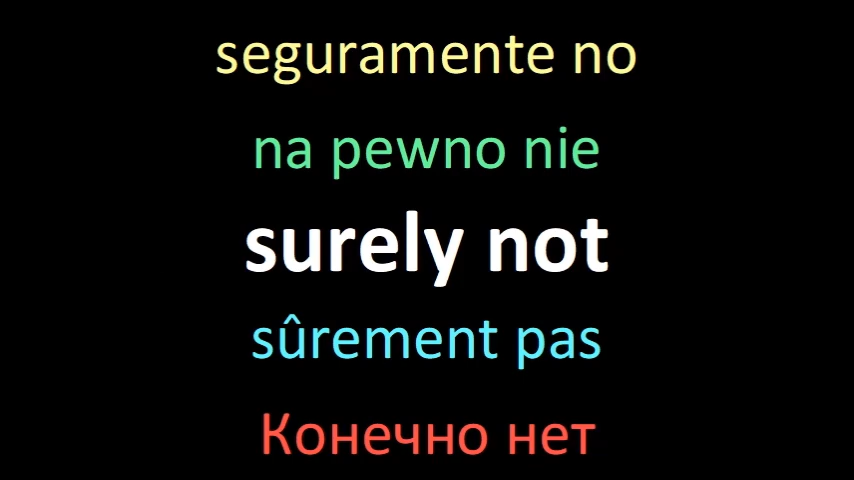 seguramente no
na pewno nie
surely not
sûrement pas
Конечно нет